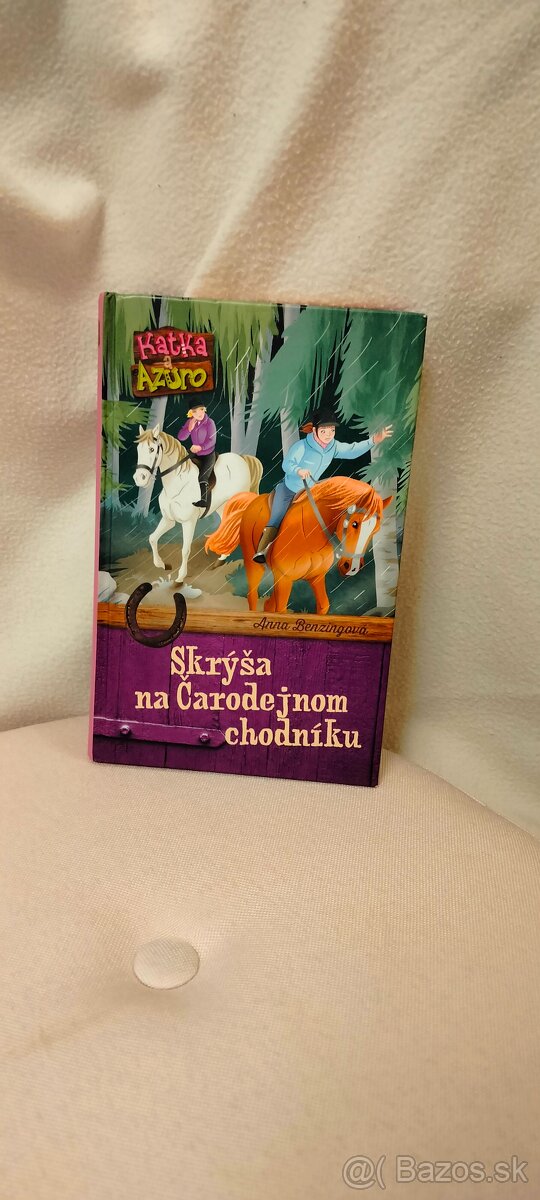 Katka
a
Azuro
Anna Benzingová
Skrýša
na Čarodejnom
chodníku
@( Bazos.sk